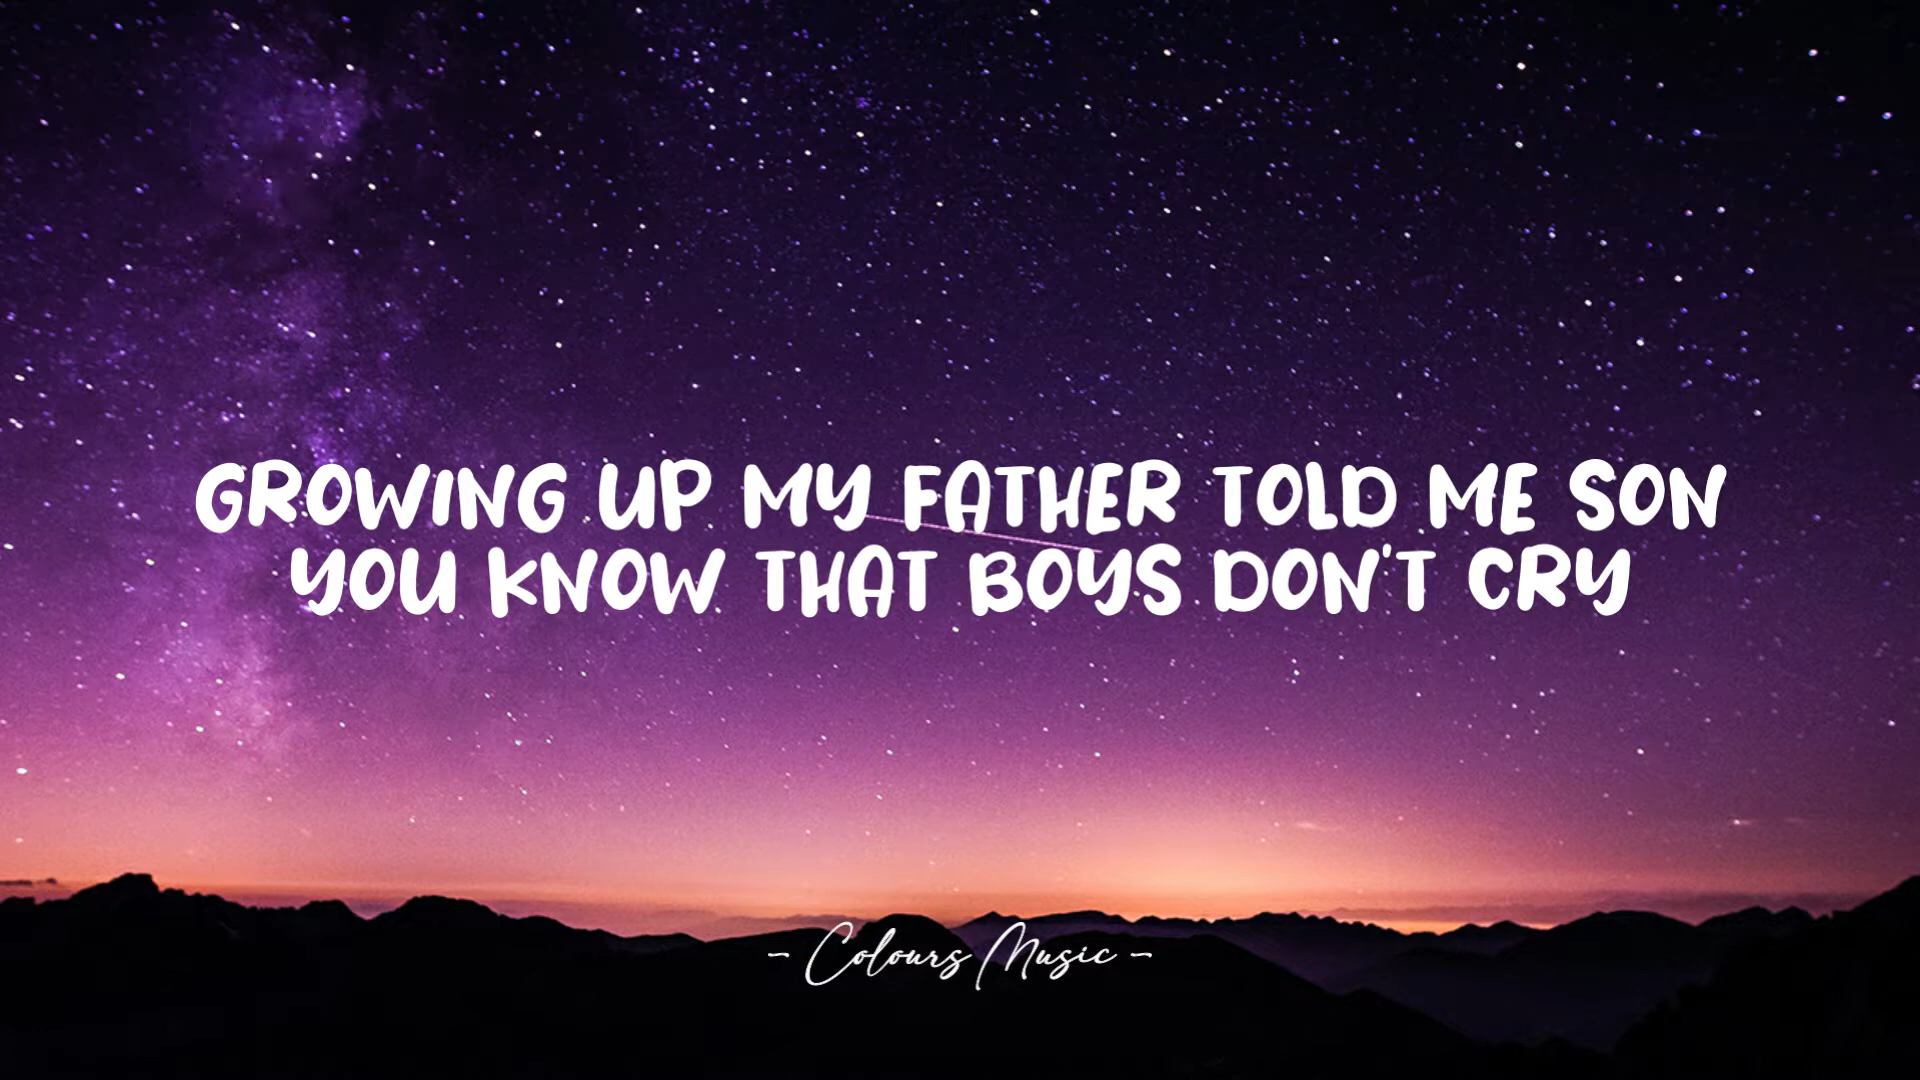 GROWING UP MY FATHER TOLD ME SON
YOU KNOW THAT BOYS DON'T CRY
- Colours Music -